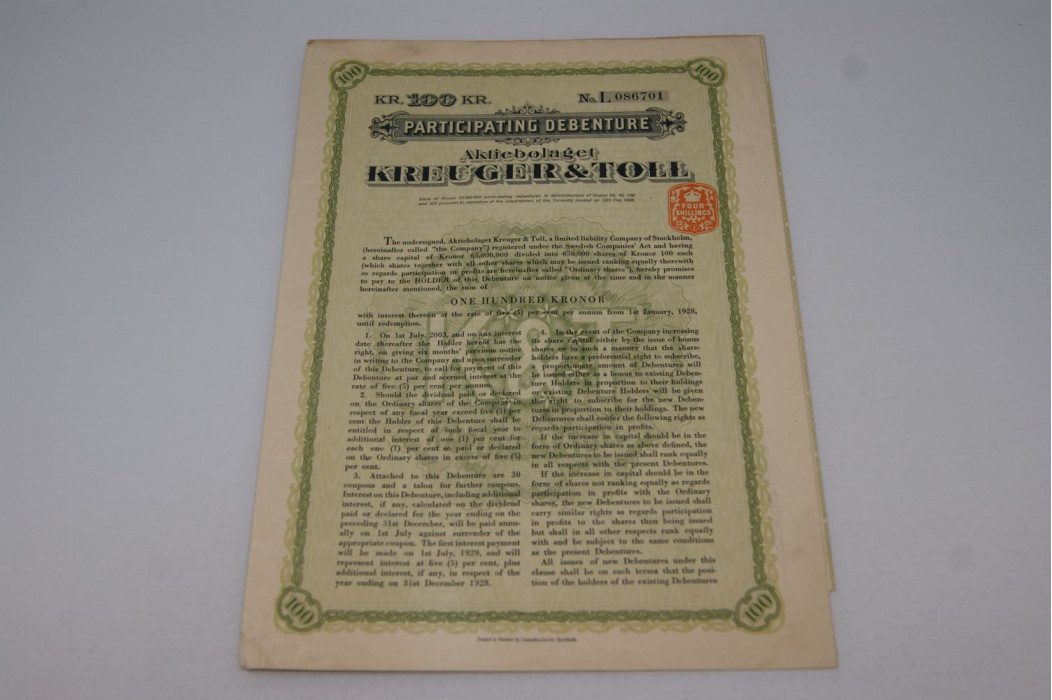 100
100
KR. 100 KR.
No. L 086701
PARTICIPATING DEBENTURE
Aktiebolaget
KREUGER & TOLL
FOUR
SHILLINGS
The undersigned, Aktiebolaget Kreuger & Toll, a limited liability Company of Stockholm,
(hereinafter called "the Company") registered under the Swedish Companies' Act and having
a share capital of Kronor 65,000,000 divided into 650,000 shares of Kronor 100 each
(which shares together with all other shares which may be issued ranking equally therewith
as regards participation in profits are hereinafter called "Ordinary shares"), hereby promises
to pay to the HOLDER of this Debenture on notice given at the time and in the manner
hereinafter mentioned, the sum of
ONE HUNDRED KRONOR
with interest thereon at the rate of five (5) per cent per annum from 1st January, 1928,
until redemption.
1. On 1st July, 2003, and on any interest
date thereafter the Holder hereof has the
right, on giving six months' previous notice
in writing to the Company and upon surrender
of this Debenture, to call for payment of this
Debenture at par and accrued interest at the
rate of five (5) per cent per annum.
2. Should the dividend paid or declared
on the Ordinary shares of the Company in
respect of any fiscal year exceed five (5) per
cent the Holder of this Debenture shall be
entitled in respect of such fiscal year to
additional interest of one (1) per cent for
each one (1) per cent so paid or declared
on the Ordinary shares in excess of five (5)
per cent.
3. Attached to this Debenture are 30
coupons and a talon for further coupons.
Interest on this Debenture, including additional
interest, if any, calculated on the dividend
paid or declared for the year ending on the
preceding 31st December, will be paid annu-
ally on 1st July against surrender of the
appropriate coupon. The first interest payment
will be made on 1st July, 1929, and will
represent interest at five (5) per cent, plus
additional interest, if any, in respect of the
year ending on 31st December 1928.
4. In the event of the Company increasing
its share capital either by the issue of bonus
shares or in such a manner that the share-
holders have a preferential right to subscribe,
a proportionate amount of Debentures will
be issued either as a bonus to existing Deben-
ture Holders in proportion to their holdings
or existing Debenture Holders will be given
the right to subscribe for the new Deben-
tures in proportion to their holdings. The new
Debentures shall confer the following rights as
regards participation in profits.
If the increase in capital should be in the
form of Ordinary shares as above defined, the
new Debentures to be issued shall rank equally
in all respects with the present Debentures.
If the increase in capital should be in the
form of shares not ranking equally as regards
participation in profits with the Ordinary
shares, the new Debentures to be issued shall
carry similar rights as regards participation
in profits to the shares then being issued
but shall in all other respects rank equally
with and be subject to the same conditions
as the present Debentures.
All issues of new Debentures under this
clause shall be on such terms that the posi-
tion of the holders of the existing Debentures
100
100